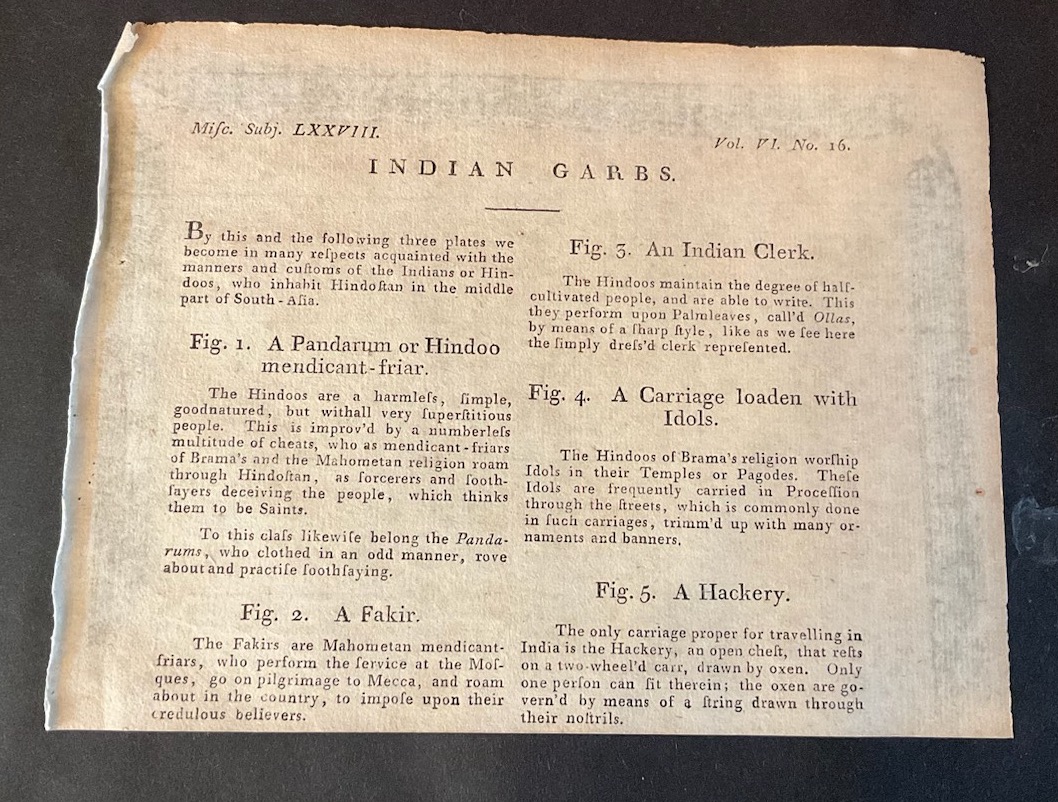 Miſc. Subj. LXXVIII.
Vol. VI. No. 16.
INDIAN GARBS.
By this and the following three plates we
become in many reſpects acquainted with the
manners and cuſtoms of the Indians or Hin-
doos, who inhabit Hindoſtan in the middle
part of South-Aſia.
Fig. 1. A Pandarum or Hindoo
mendicant-friar.
The Hindoos are a harmleſs, ſimple,
goodnatured, but withall very ſuperſtitious
people. This is improv'd by a numberleſs
multitude of cheats, who as mendicant-friars
of Brama's and the Mahometan religion roam
through Hindoſtan, as ſorcerers and ſooth-
ſayers deceiving the people, which thinks
them to be Saints.
To this claſs likewiſe belong the Panda-
rums, who clothed in an odd manner, rove
about and practiſe ſoothſaying.
Fig. 2. A Fakir.
The Fakirs are Mahometan mendicant-
friars, who perform the ſervice at the Moſ-
ques, go on pilgrimage to Mecca, and roam
about in the country, to impoſe upon their
credulous believers.
Fig. 3. An Indian Clerk.
The Hindoos maintain the degree of half-
cultivated people, and are able to write. This
they perform upon Palmleaves, call'd Ollas,
by means of a ſharp ſtyle, like as we ſee here
the ſimply dreſs'd clerk repreſented.
Fig. 4. A Carriage loaden with
Idols.
The Hindoos of Brama's religion worſhip
Idols in their Temples or Pagodes. Theſe
Idols are frequently carried in Proceſſion
through the ſtreets, which is commonly done
in ſuch carriages, trimm'd up with many or-
naments and banners.
Fig. 5. A Hackery.
The only carriage proper for travelling in
India is the Hackery, an open cheſt, that reſts
on a two-wheel'd carr, drawn by oxen. Only
one perſon can ſit therein; the oxen are go-
vern'd by means of a ſtring drawn through
their noſtrils.